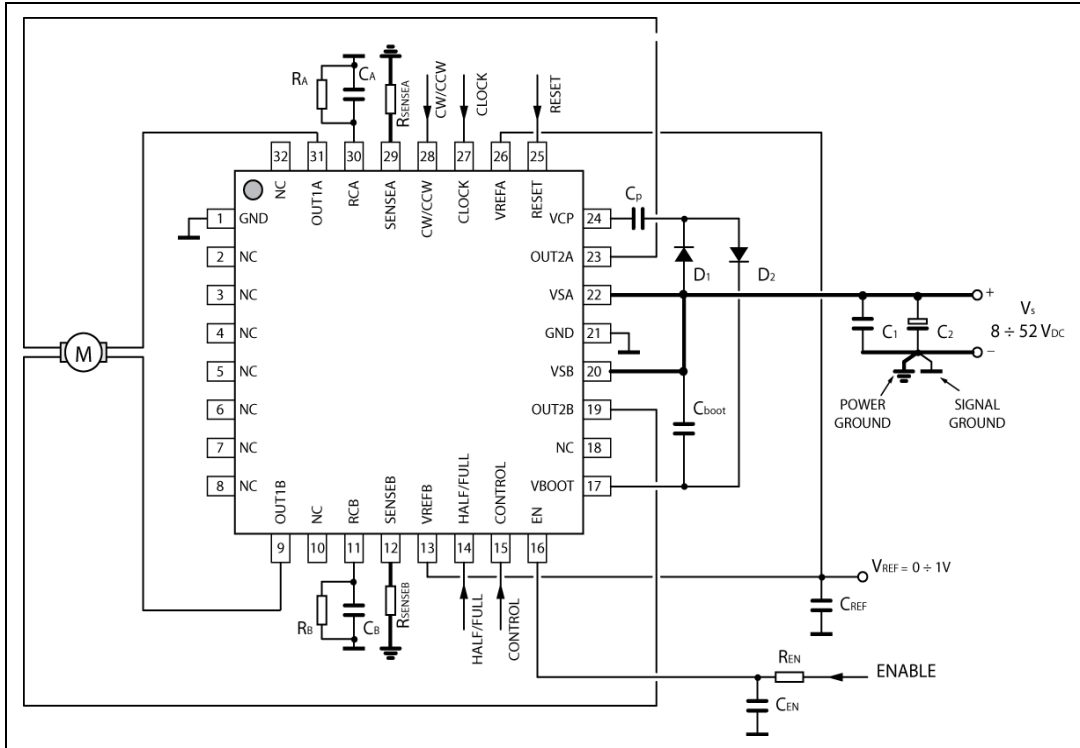 RA
CA
RSENSEA
CW/CCW
CLOCK
RESET
32
31
30
29
28
27
26
25
NC
OUT1A
RCA
SENSEA
CW/CCW
CLOCK
VREFA
RESET
1 GND
2 NC
3 NC
4 NC
5 NC
6 NC
7 NC
8 NC
VCP 24
OUT2A 23
VSA 22
GND 21
VSB 20
OUT2B 19
NC 18
VBOOT 17
Cp
D1
D2
Cboot
M
C1
C2
+
Vs
8 ÷ 52 VDC
−
POWER
GROUND
SIGNAL
GROUND
OUT1B
NC
RCB
SENSEB
VREFB
HALF/FULL
CONTROL
EN
9
10
11
12
13
14
15
16
RB
CB
RSENSEB
HALF/FULL
CONTROL
VREF = 0 ÷ 1V
CREF
REN
ENABLE
CEN